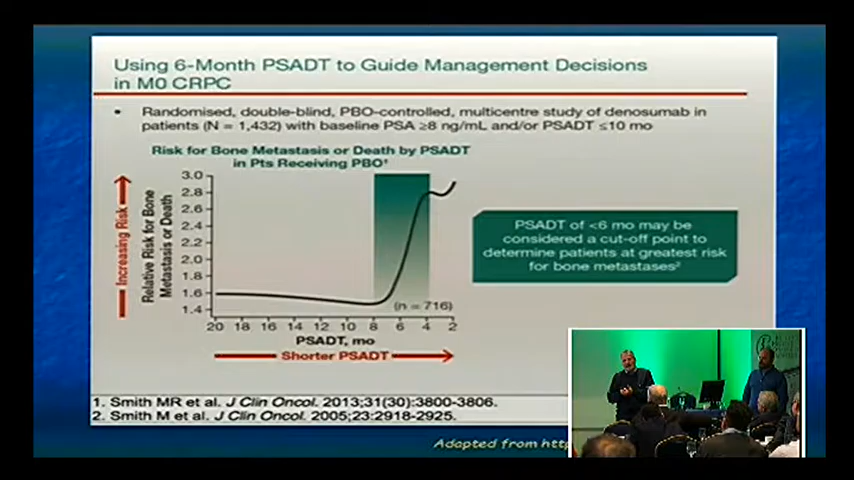 Using 6-Month PSADT to Guide Management Decisions
in M0 CRPC
• Randomised, double-blind, PBO-controlled, multicentre study of denosumab in
patients (N = 1,432) with baseline PSA ≥8 ng/mL and/or PSADT ≤10 mo
Risk for Bone Metastasis or Death by PSADT
in Pts Receiving PBO¹
Increasing Risk
Relative Risk for Bone
Metastasis or Death
3.0
2.8
2.6
2.4
2.2
2.0
1.8
1.6
1.4
(n = 716)
20 18 16 14 12 10 8 6 4 2
PSADT, mo
Shorter PSADT
PSADT of <6 mo may be
considered a cut-off point to
determine patients at greatest risk
for bone metastases²
1. Smith MR et al. J Clin Oncol. 2013;31(30):3800-3806.
2. Smith M et al. J Clin Oncol. 2005;23:2918-2925.
Adapted from http